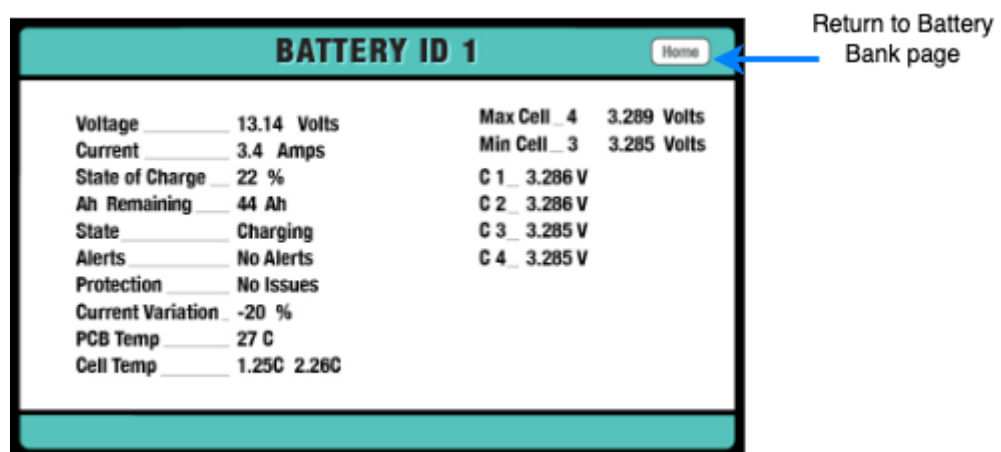 BATTERY ID 1
Home
Return to Battery
Bank page
Voltage 13.14 Volts
Current 3.4 Amps
State of Charge 22 %
Ah Remaining 44 Ah
State Charging
Alerts No Alerts
Protection No Issues
Current Variation -20 %
PCB Temp 27 C
Cell Temp 1.25C 2.26C
Max Cell 4 3.289 Volts
Min Cell 3 3.285 Volts
C 1 3.286 V
C 2 3.286 V
C 3 3.285 V
C 4 3.285 V